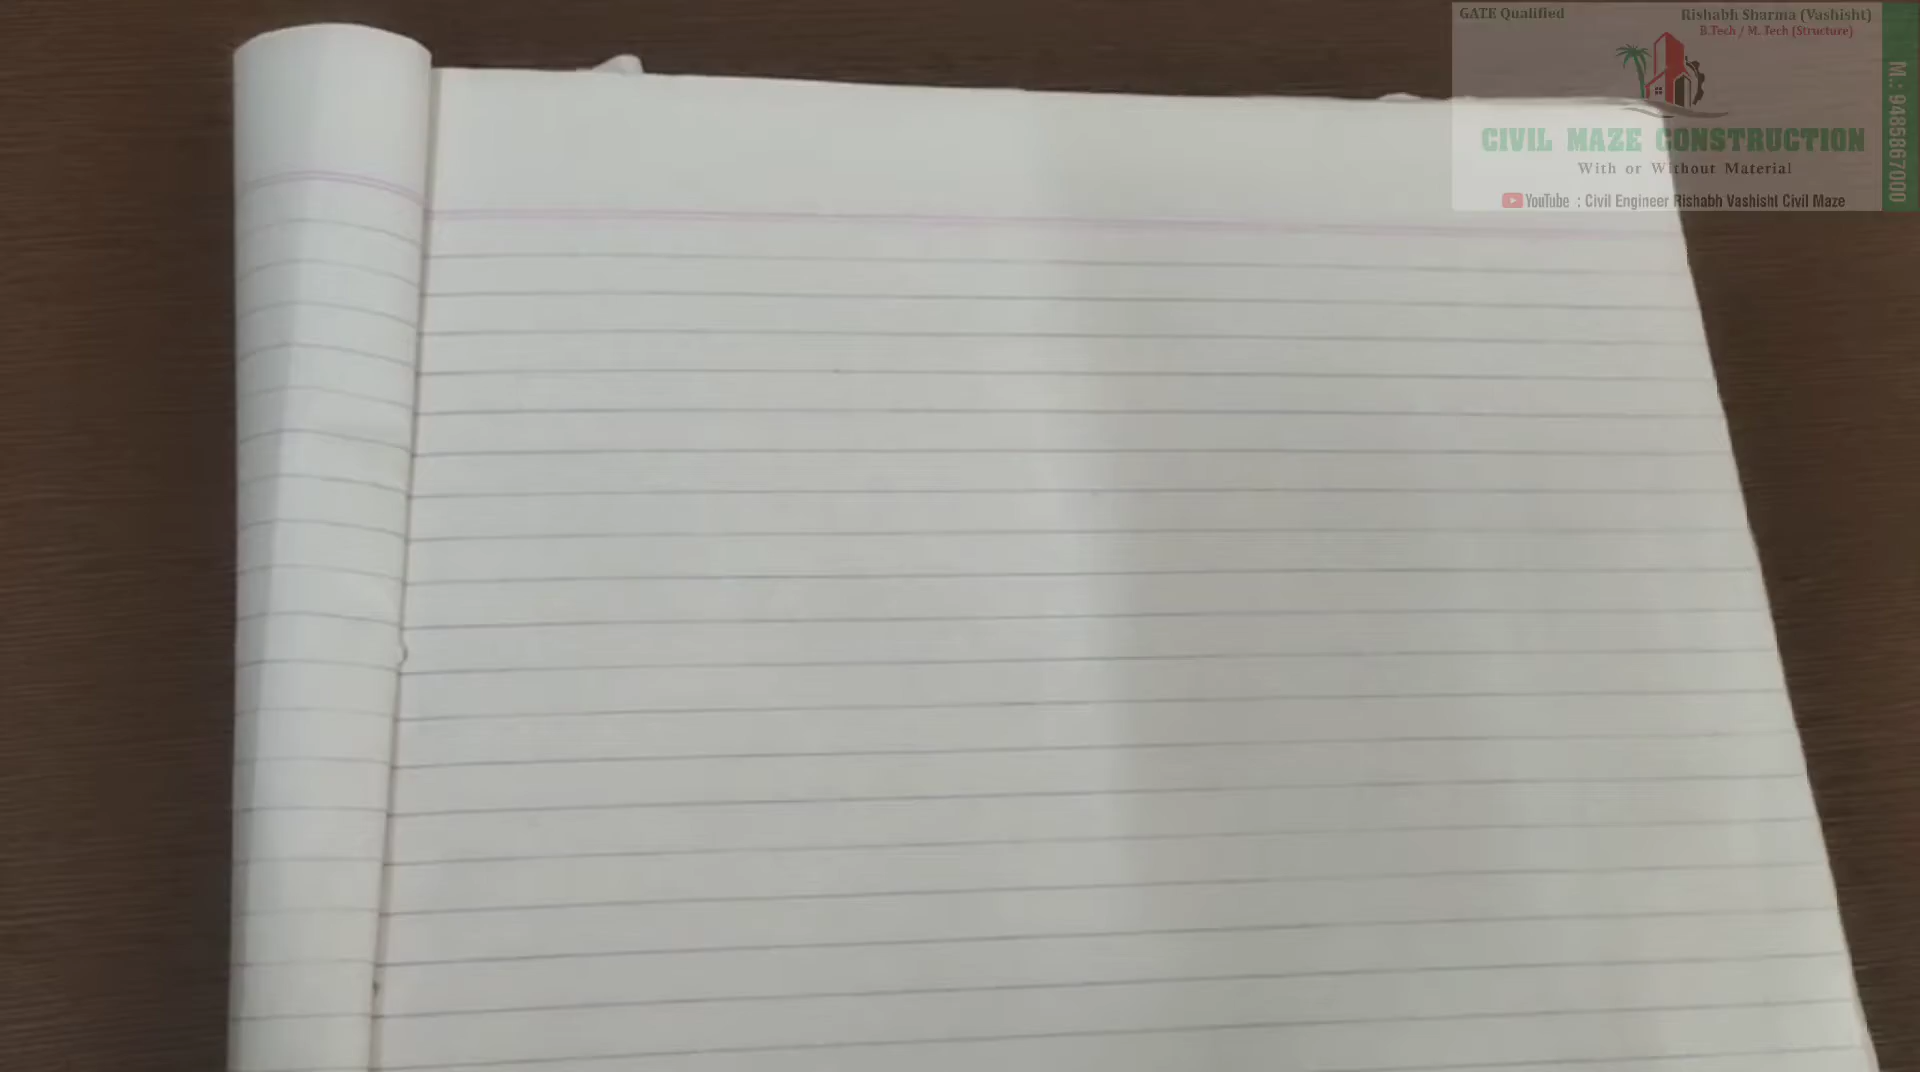 GATE Qualified
Rishabh Sharma (Vashisht)
B.Tech / M. Tech (Structure)
CIVIL MAZE CONSTRUCTION
With or Without Material
YouTube : Civil Engineer Rishabh Vashisht Civil Maze
M.: 9485867000